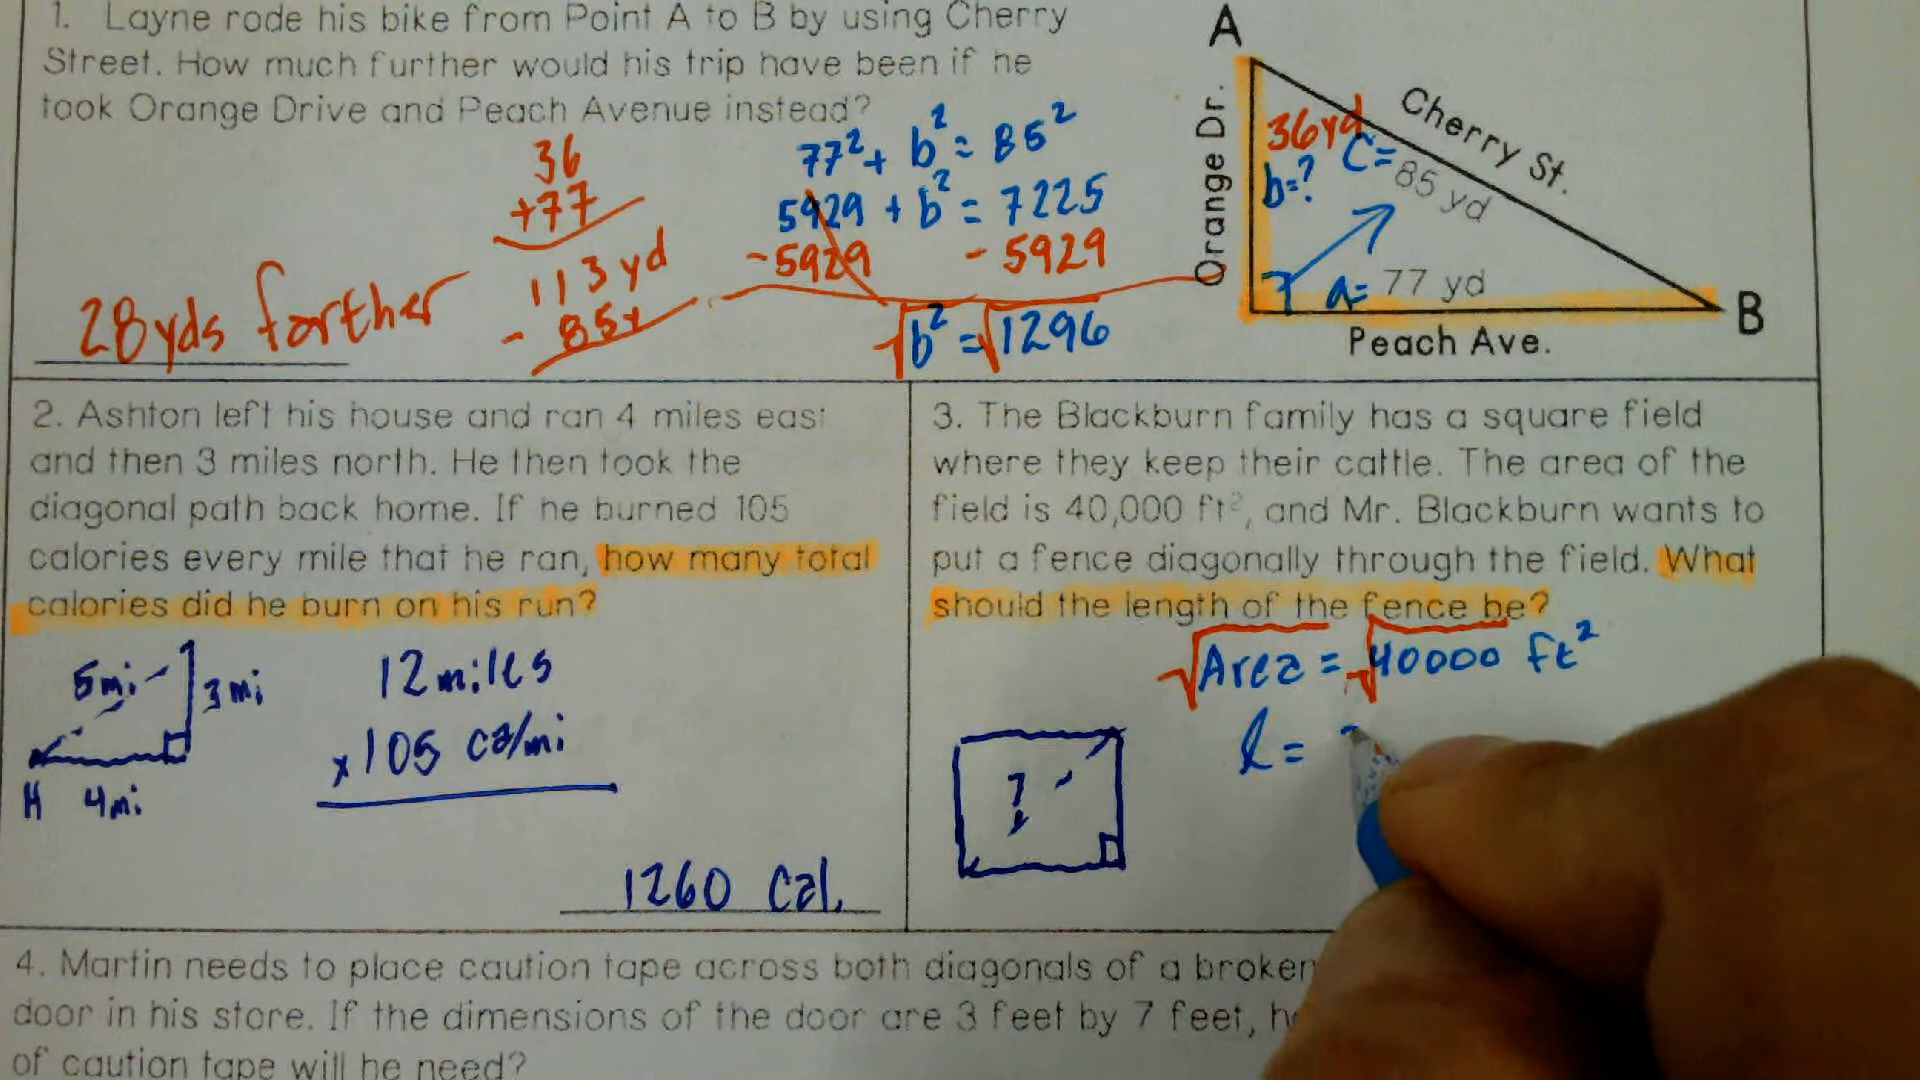 1. Layne rode his bike from Point A to B by using Cherry
Street. How much further would his trip have been if he
took Orange Drive and Peach Avenue instead?
36
+77
113 yd
- 85y
28yds farther
77² + b² = 85²
5929 + b² = 7225
-5929 - 5929
√b² = √1296
A
Orange Dr.
36yd
b=?
Cherry St.
C=
85 yd
a= 77 yd
B
Peach Ave.
2. Ashton left his house and ran 4 miles east
and then 3 miles north. He then took the
diagonal path back home. If he burned 105
calories every mile that he ran, how many total
calories did he burn on his run?
5mi
3mi
H 4mi
12miles
x105 cal/mi
1260 cal.
3. The Blackburn family has a square field
where they keep their cattle. The area of the
field is 40,000 ft², and Mr. Blackburn wants to
put a fence diagonally through the field. What
should the length of the fence be?
√Area = √40000 ft²
l =
?
4. Martin needs to place caution tape across both diagonals of a broken
door in his store. If the dimensions of the door are 3 feet by 7 feet,
of caution tape will he need?